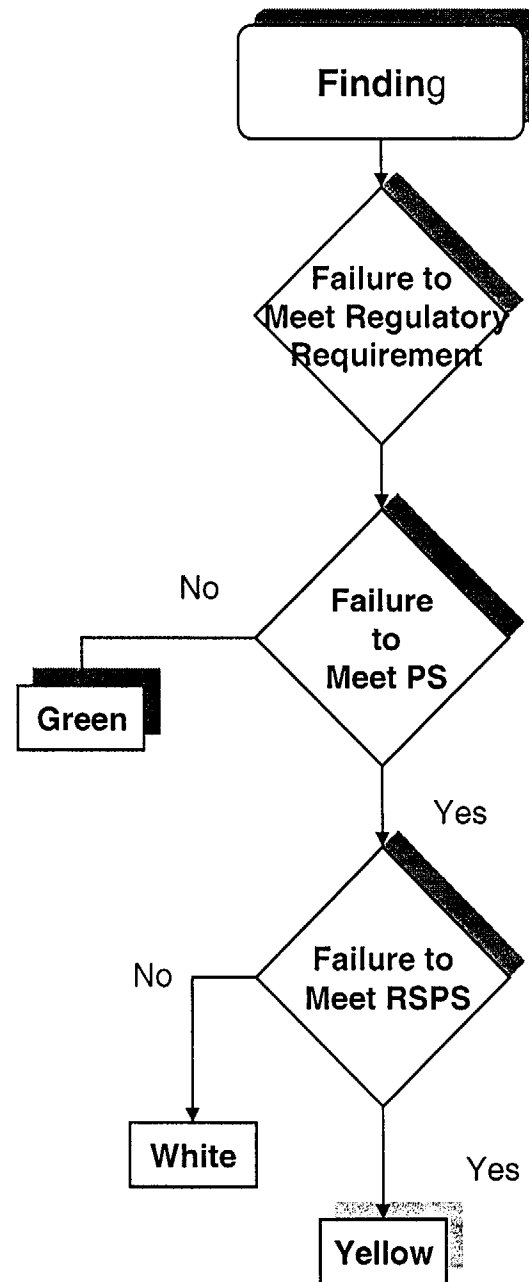 Finding
Failure to
Meet Regulatory
Requirement
No
Failure
to
Meet PS
Green
Yes
Failure to
Meet RSPS
No
White
Yes
Yellow